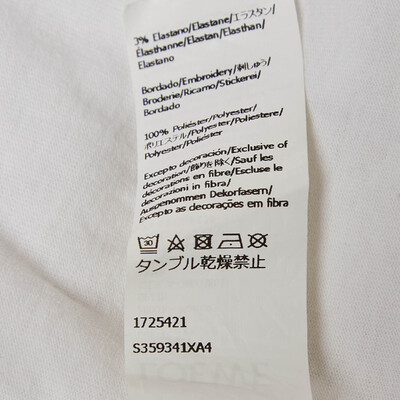 3% Elastano/Elastane/エラスタン/
Élasthanne/Elastan/Elasthan/
Elastano
Bordado/Embroidery/刺しゅう/
Broderie/Ricamo/Stickerei/
Bordado
100% Poliéster/Polyester/
ポリエステル/Polyester/Poliestere/
Polyester/Poliéster
Excepto decoración/Exclusive of
decoration/飾りを除く/Sauf les
décorations en fibre/Escluse le
decorazioni in fibra/
Ausgenommen Dekorfasern/
Excepto as decorações em fibra
30
タンブル乾燥禁止
1725421
S359341XA4